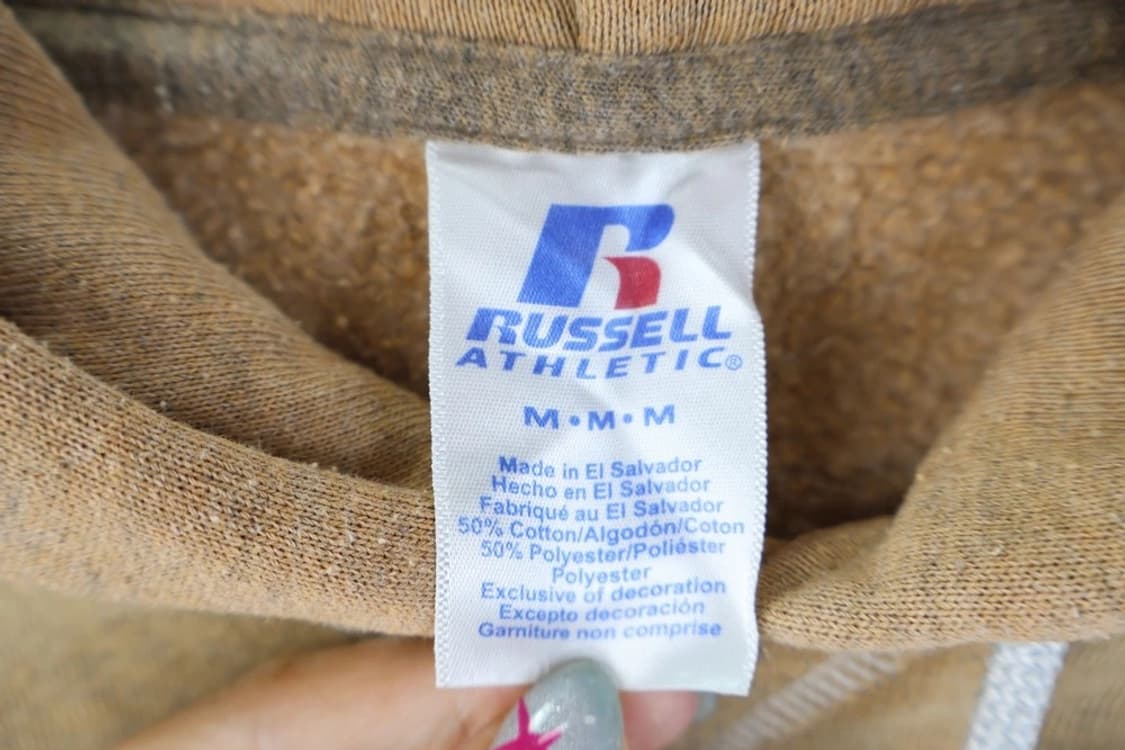 R
RUSSELL
ATHLETIC®
M•M•M
Made in El Salvador
Hecho en El Salvador
Fabriqué au El Salvador
50% Cotton/Algodón/Coton
50% Polyester/Poliéster
Polyester
Exclusive of decoration
Excepto decoración
Garniture non comprise